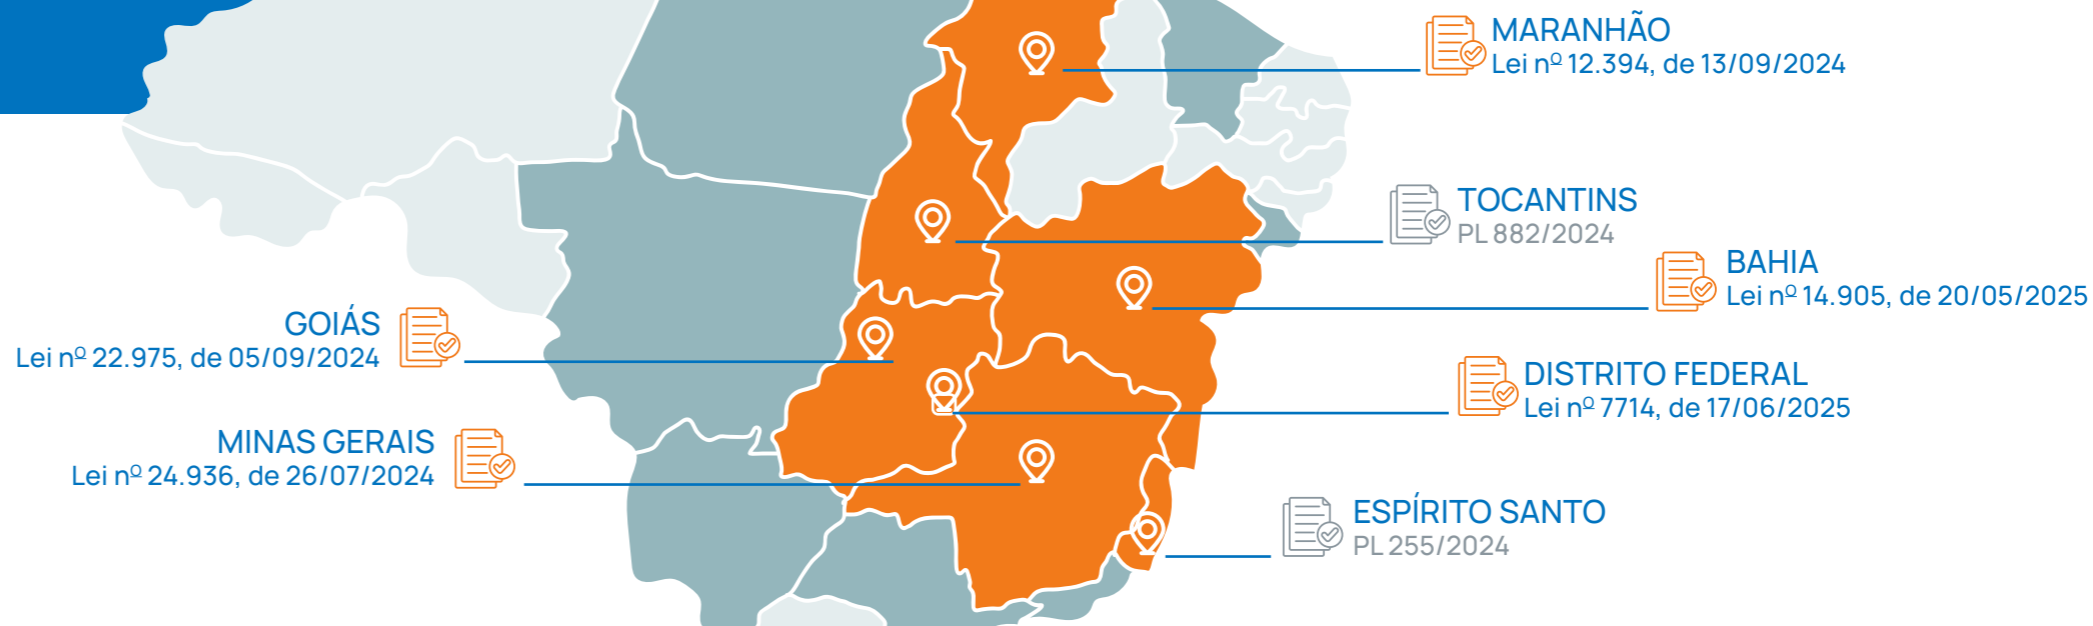 MARANHÃO
Lei nº 12.394, de 13/09/2024
TOCANTINS
PL 882/2024
BAHIA
Lei nº 14.905, de 20/05/2025
GOIÁS
Lei nº 22.975, de 05/09/2024
DISTRITO FEDERAL
Lei nº 7714, de 17/06/2025
MINAS GERAIS
Lei nº 24.936, de 26/07/2024
ESPÍRITO SANTO
PL 255/2024